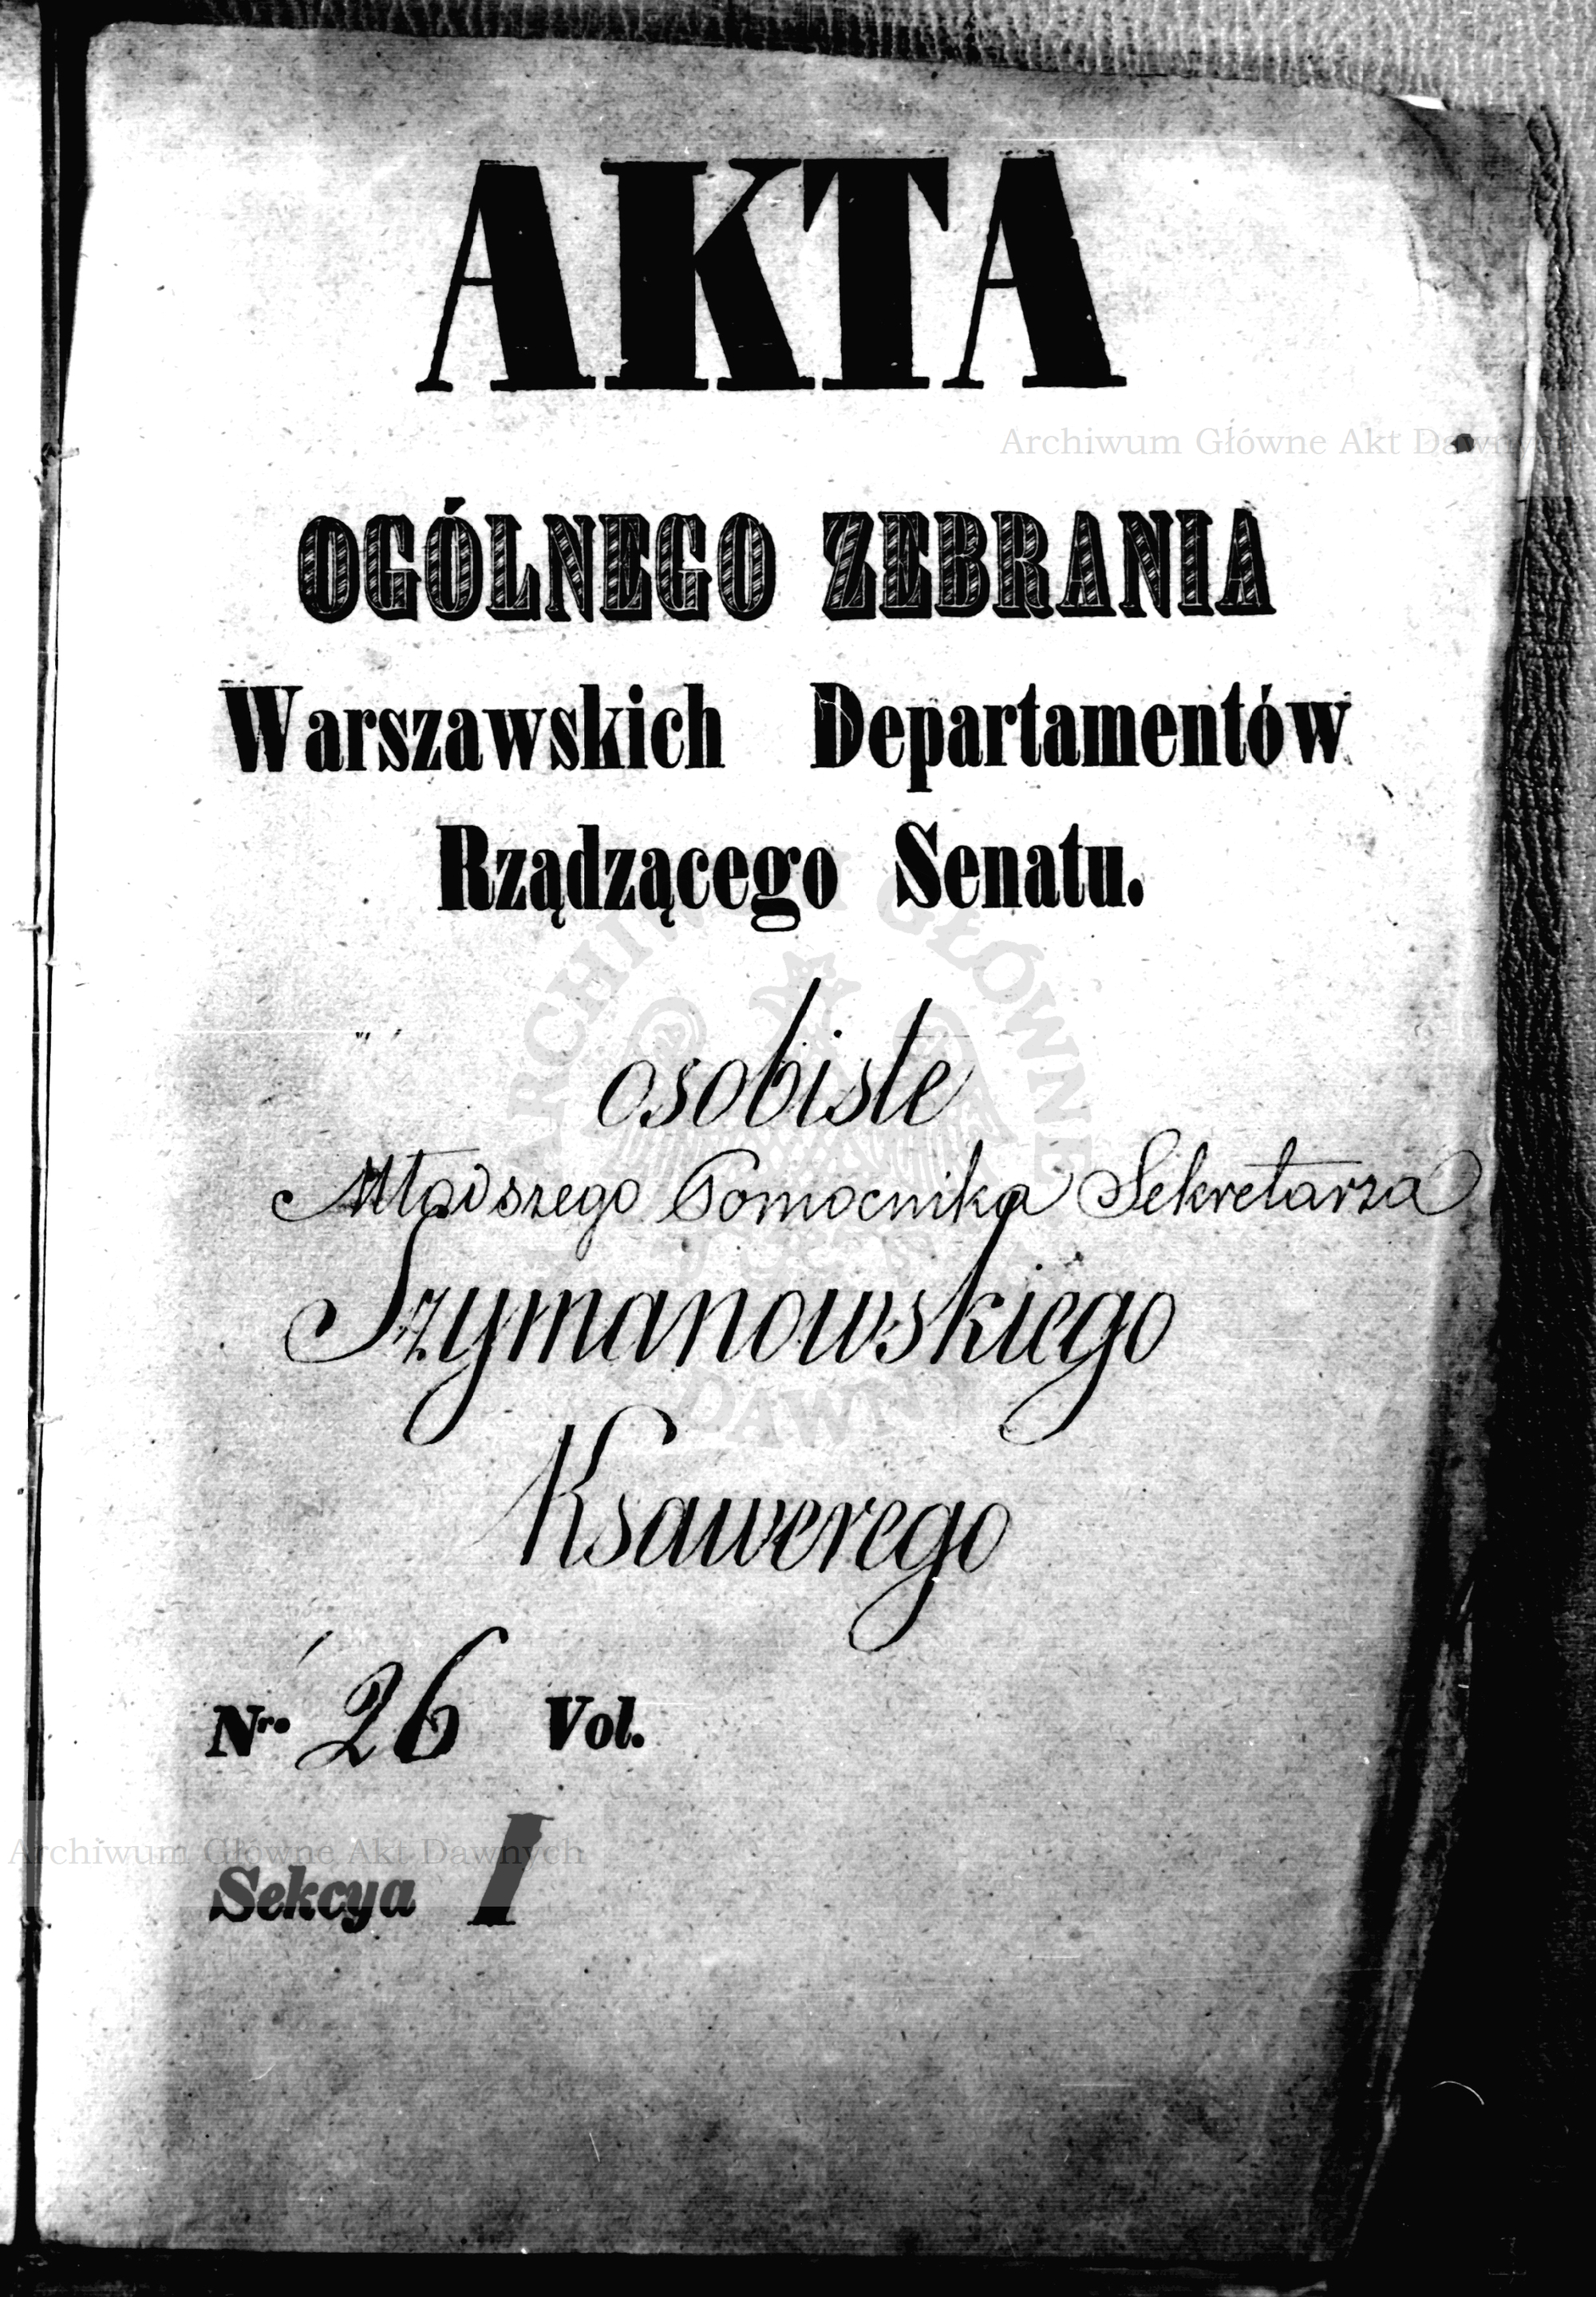 AKTA
Archiwum Główne Akt Dawnych
OGÓLNEGO ZEBRANIA
Warszawskich Departamentów
Rządzącego Senatu.
osobiste
Młodszego Pomocnika Sekretarza
Szymanowskiego
Ksawerego
Nro 26 Vol.
Archiwum Główne Akt Dawnych
Sekcya I